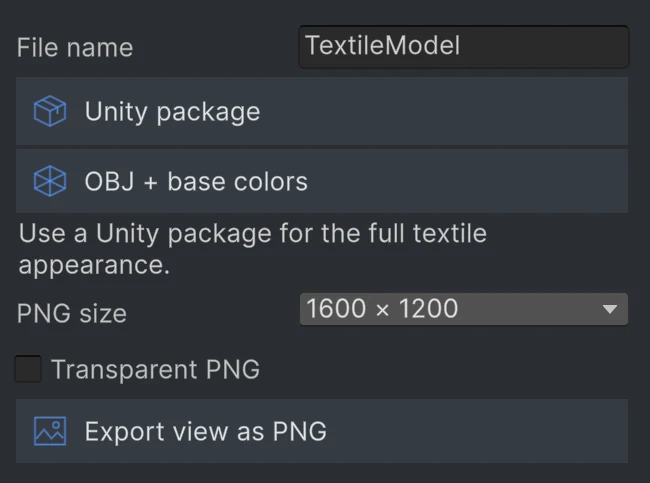 File name
TextileModel
Unity package
OBJ + base colors
Use a Unity package for the full textile
appearance.
PNG size
1600 × 1200
Transparent PNG
Export view as PNG